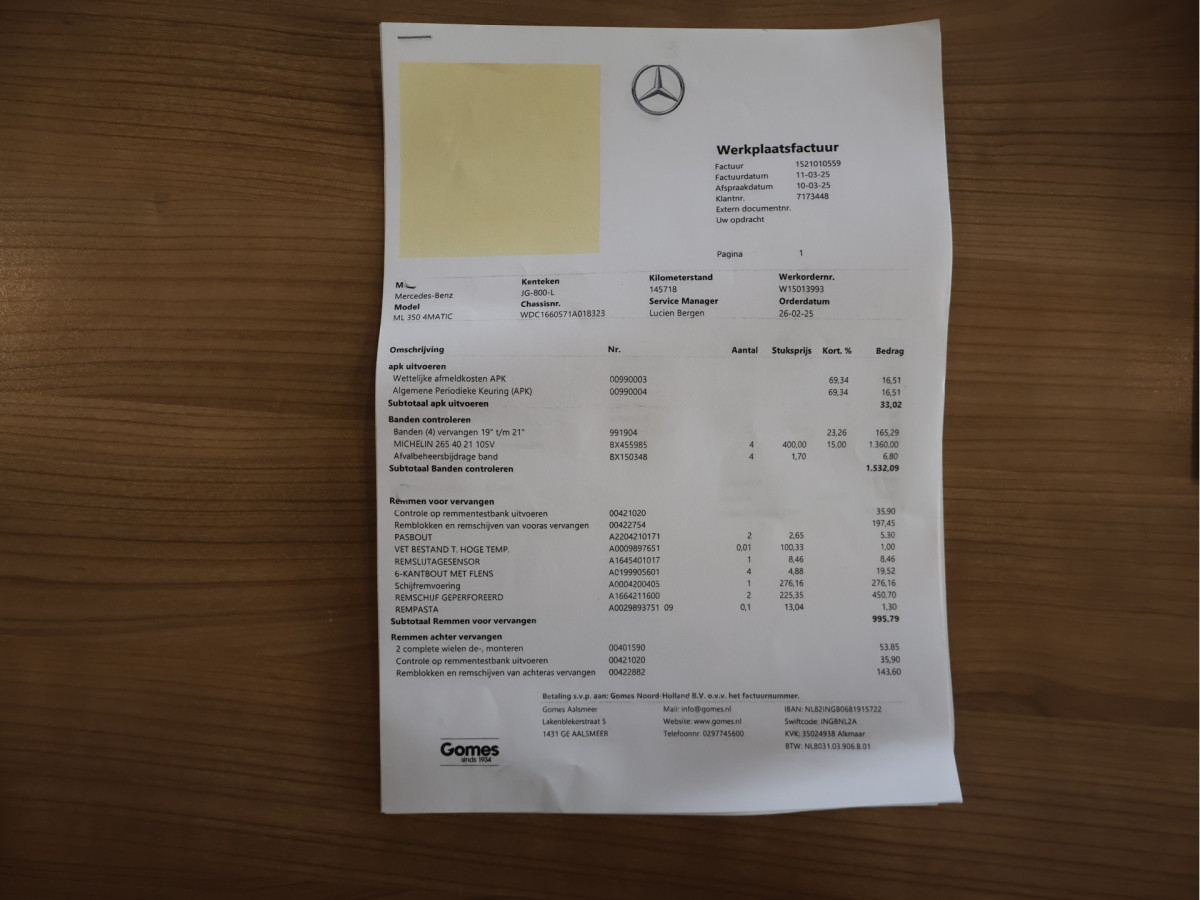 Werkplaatsfactuur
Factuur 1521010559
Factuurdatum 11-03-25
Afspraakdatum 10-03-25
Klantnr. 7173448
Extern documentnr.
Uw opdracht
Pagina 1
M Kenteken Kilometerstand Werkordernr.
Mercedes-Benz JG-800-L 145718 W15013993
Model Chassisnr. Service Manager Orderdatum
ML 350 4MATIC WDC1660571A018323 Lucien Bergen 26-02-25
Omschrijving Nr. Aantal Stuksprijs Kort. % Bedrag
apk uitvoeren
Wettelijke afmeldkosten APK 00990003 69,34 16,51
Algemene Periodieke Keuring (APK) 00990004 69,34 16,51
Subtotaal apk uitvoeren 33,02
Banden controleren
Banden (4) vervangen 19" t/m 21" 991904 23,26 165,29
MICHELIN 265 40 21 105V BX455985 4 400,00 15,00 1.360,00
Afvalbeheersbijdrage band BX150348 4 1,70 6,80
Subtotaal Banden controleren 1.532,09
Remmen voor vervangen
Controle op remmentestbank uitvoeren 00421020 35,90
Remblokken en remschijven van vooras vervangen 00422754 197,45
PASBOUT A2204210171 2 2,65 5,30
VET BESTAND T. HOGE TEMP. A0009897651 0,01 100,33 1,00
REMSLIJTAGESENSOR A1645401017 1 8,46 8,46
6-KANTBOUT MET FLENS A0199905601 4 4,88 19,52
Schijfremvoering A0004200405 1 276,16 276,16
REMSCHIJF GEPERFOREERD A1664211600 2 225,35 450,70
REMPASTA A0029893751 09 0,1 13,04 1,30
Subtotaal Remmen voor vervangen 995,79
Remmen achter vervangen
2 complete wielen de-, monteren 00401590 53,85
Controle op remmentestbank uitvoeren 00421020 35,90
Remblokken en remschijven van achteras vervangen 00422882 143,60
Betaling s.v.p. aan: Gomes Noord-Holland B.V. o.v.v. het factuurnummer.
Gomes Aalsmeer Mail: info@gomes.nl IBAN: NL82INGB0681915722
Lakenblekerstraat 5 Website: www.gomes.nl Swiftcode: INGBNL2A
1431 GE AALSMEER Telefoonnr. 0297745600 KVK: 35024938 Alkmaar
BTW: NL8031.03.906.B.01
Gomes
sinds 1934